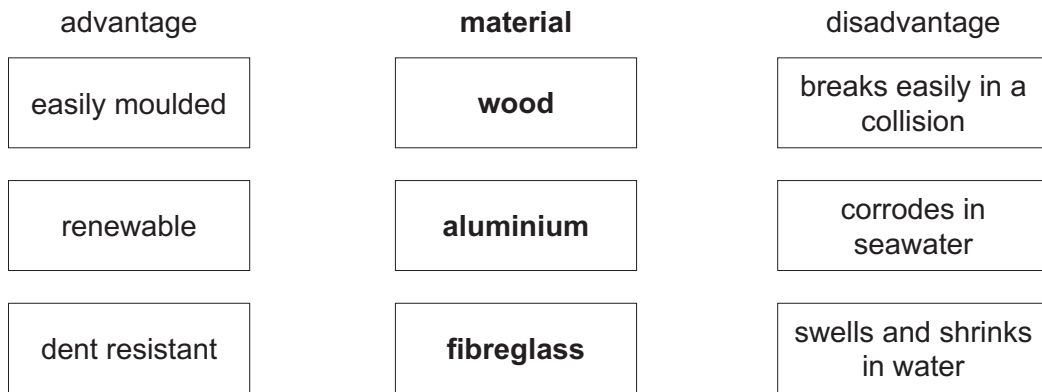 advantage
material
disadvantage
easily moulded
wood
breaks easily in a
collision
renewable
aluminium
corrodes in
seawater
dent resistant
fibreglass
swells and shrinks
in water